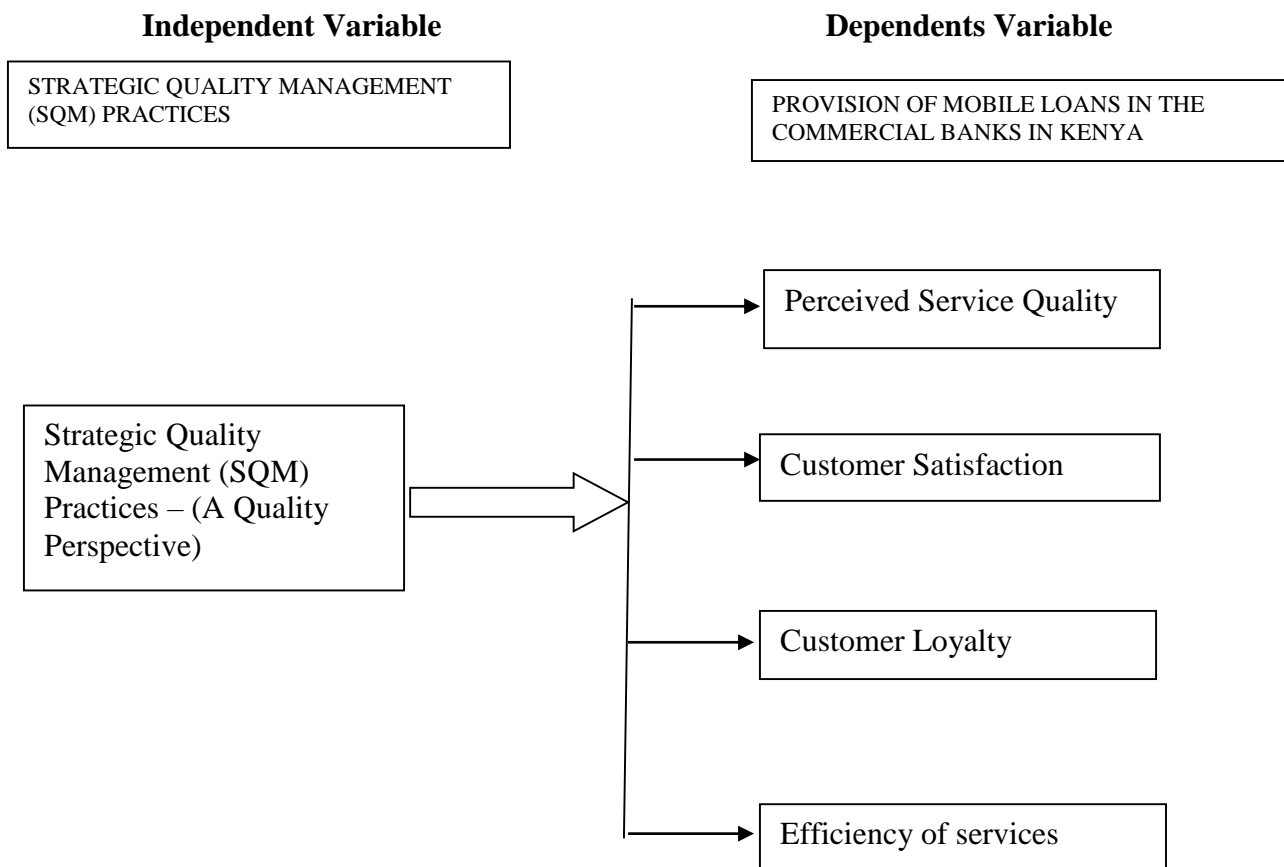 Independent Variable
Dependents Variable
STRATEGIC QUALITY MANAGEMENT
(SQM) PRACTICES
PROVISION OF MOBILE LOANS IN THE
COMMERCIAL BANKS IN KENYA
Perceived Service Quality
Strategic Quality
Management (SQM)
Practices – (A Quality
Perspective)
Customer Satisfaction
Customer Loyalty
Efficiency of services